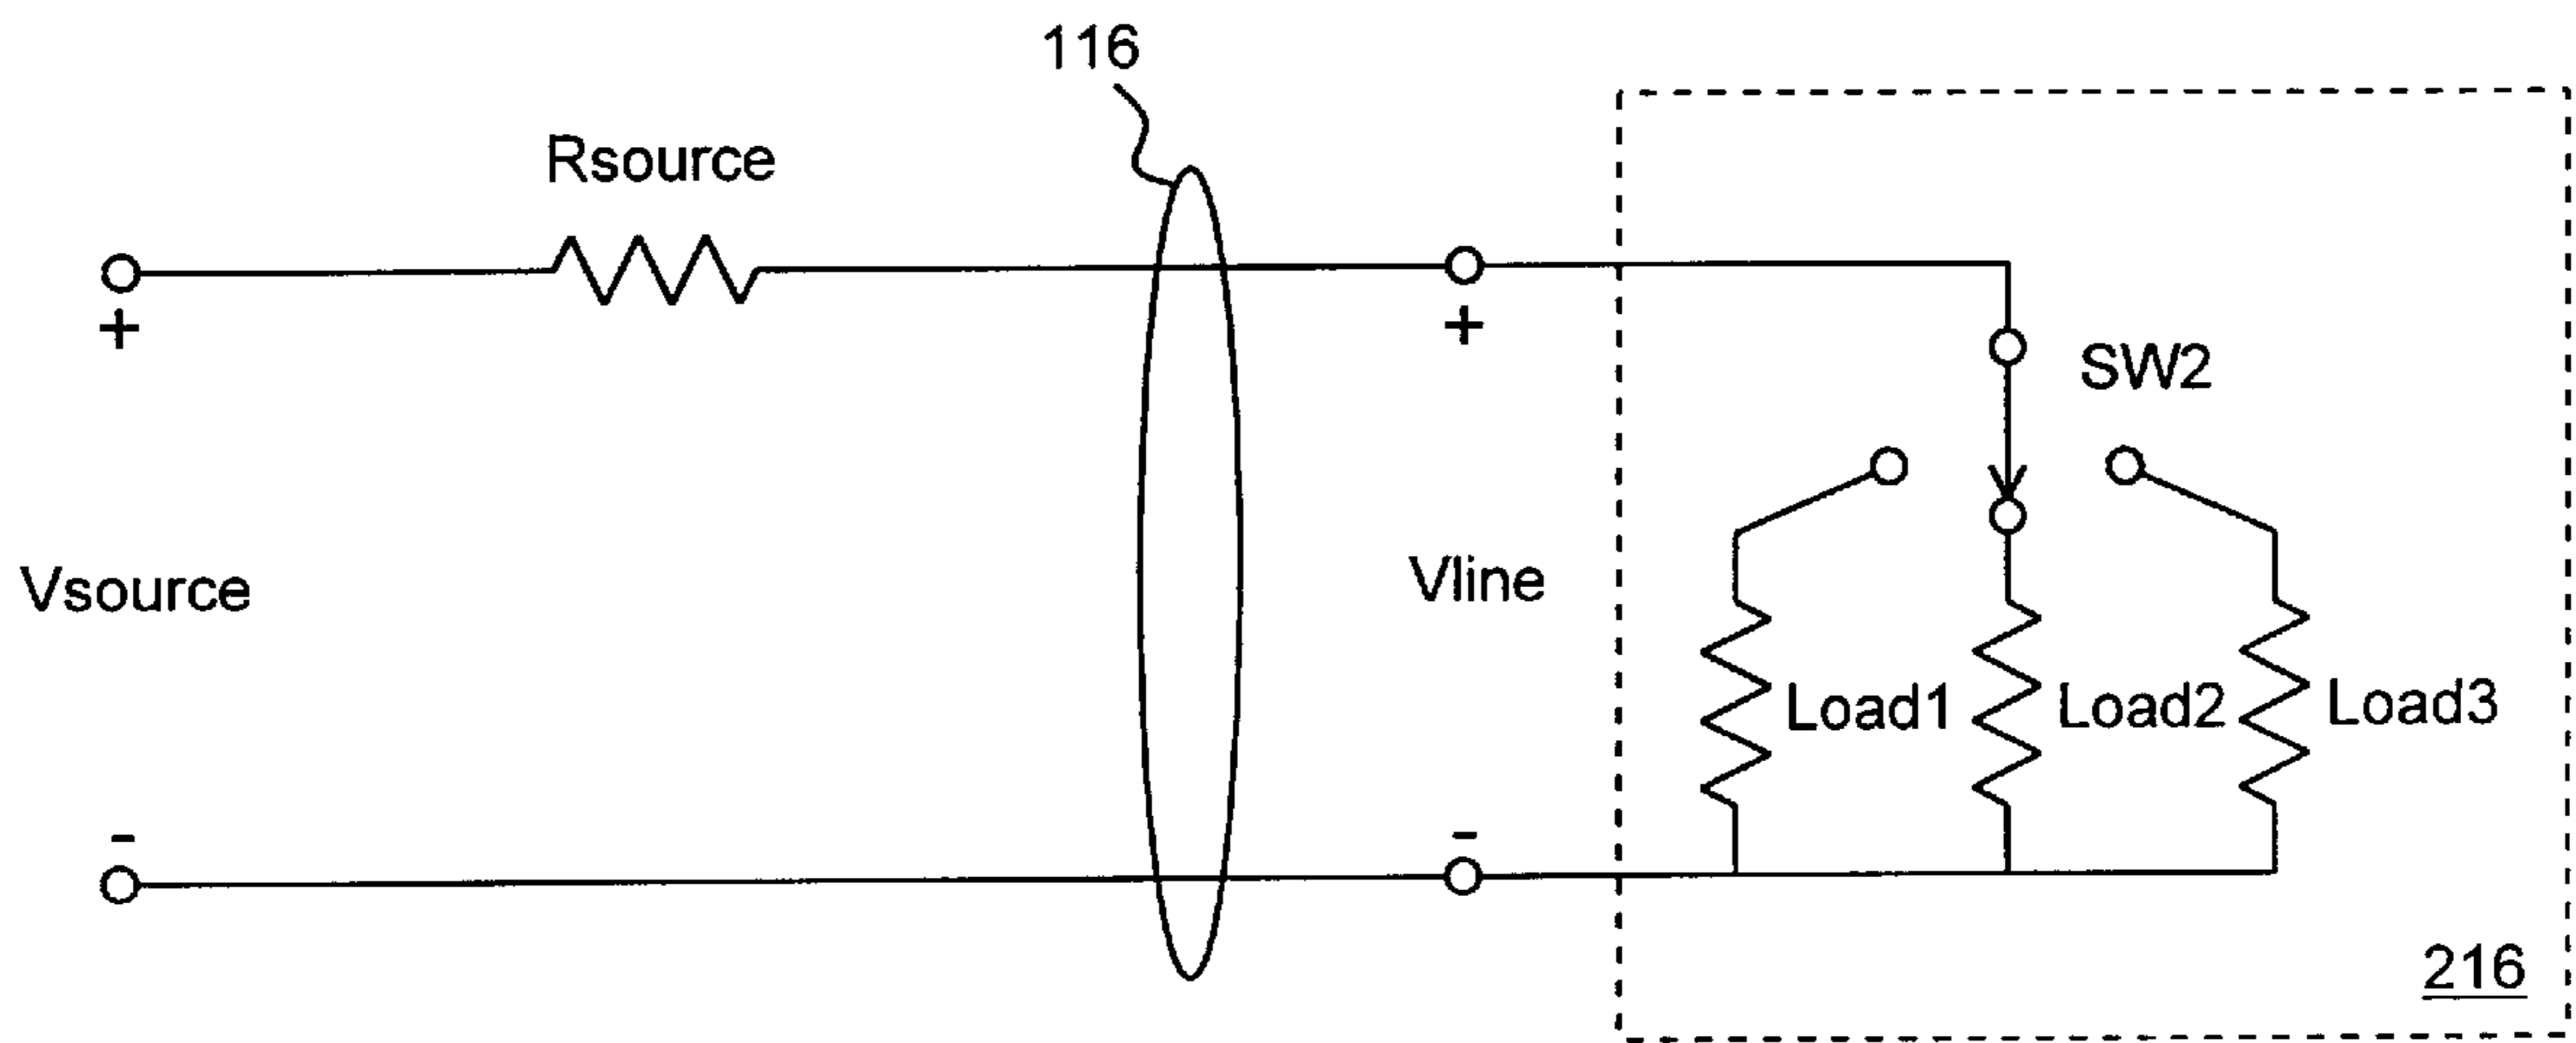 116
Rsource
+
+
SW2
Vsource
Vline
Load1
Load2
Load3
-
-
216